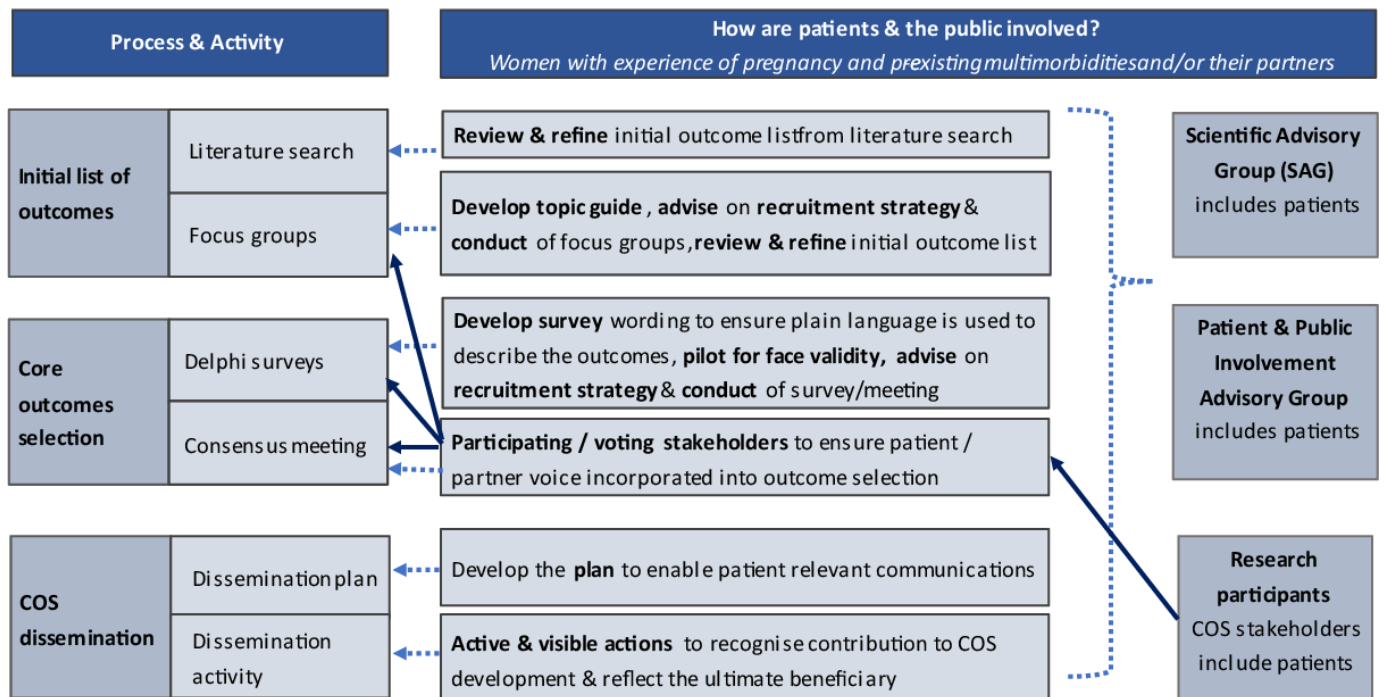 Process & Activity
How are patients & the public involved?
Women with experience of pregnancy and pre-existing multimorbidities and/or their partners
Initial list of
outcomes
Literature search
Focus groups
Review & refine initial outcome list from literature search
Develop topic guide, advise on recruitment strategy &
conduct of focus groups, review & refine initial outcome list
Core
outcomes
selection
Delphi surveys
Consensus meeting
Develop survey wording to ensure plain language is used to
describe the outcomes, pilot for face validity, advise on
recruitment strategy & conduct of survey/meeting
Participating / voting stakeholders to ensure patient /
partner voice incorporated into outcome selection
COS
dissemination
Dissemination plan
Dissemination
activity
Develop the plan to enable patient relevant communications
Active & visible actions to recognise contribution to COS
development & reflect the ultimate beneficiary
Scientific Advisory
Group (SAG)
includes patients
Patient & Public
Involvement
Advisory Group
includes patients
Research
participants
COS stakeholders
include patients